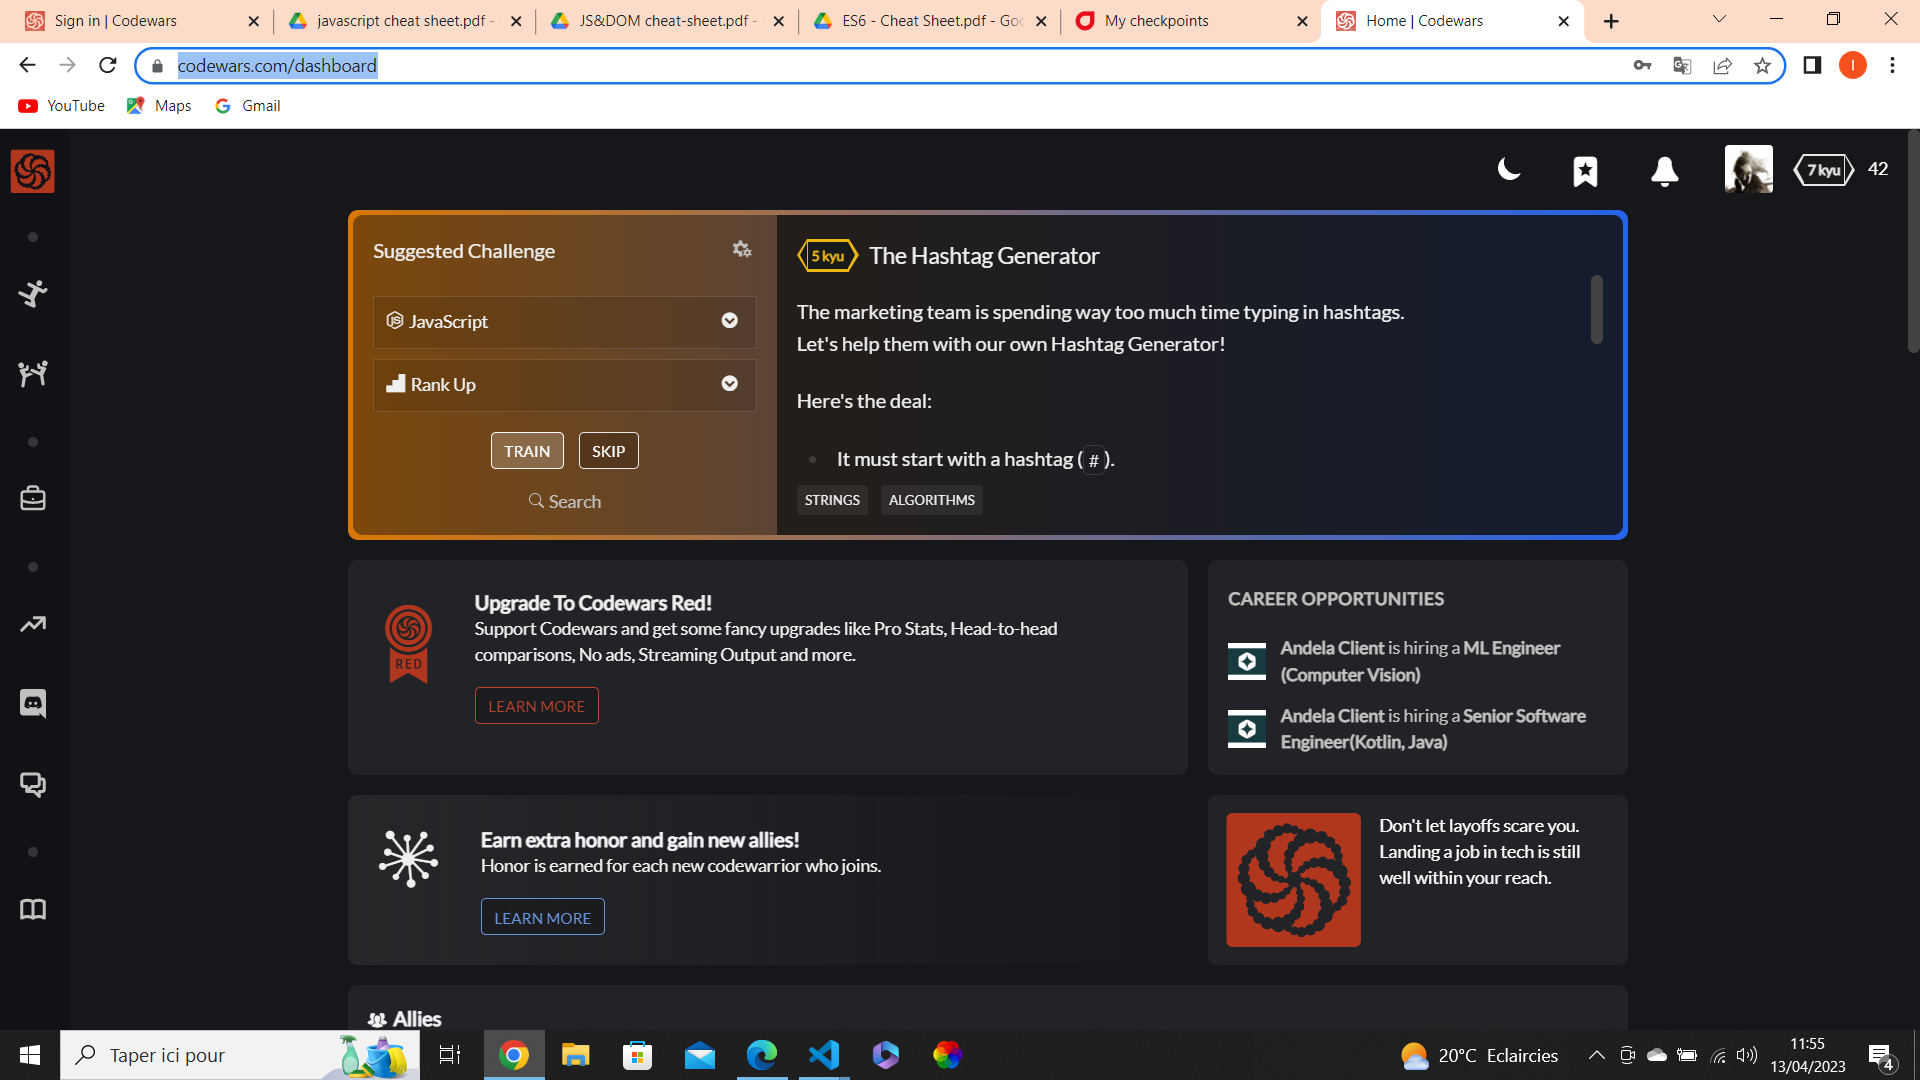 Sign in | Codewars
javascript cheat sheet.pdf -
JS&DOM cheat-sheet.pdf -
ES6 - Cheat Sheet.pdf - Goo
My checkpoints
Home | Codewars
codewars.com/dashboard
I
YouTube
Maps
Gmail
7 kyu
42
Suggested Challenge
JavaScript
Rank Up
TRAIN
SKIP
Search
5 kyu
The Hashtag Generator
The marketing team is spending way too much time typing in hashtags.
Let's help them with our own Hashtag Generator!
Here's the deal:
It must start with a hashtag (#).
STRINGS
ALGORITHMS
RED
Upgrade To Codewars Red!
Support Codewars and get some fancy upgrades like Pro Stats, Head-to-head
comparisons, No ads, Streaming Output and more.
LEARN MORE
CAREER OPPORTUNITIES
Andela Client is hiring a ML Engineer
(Computer Vision)
Andela Client is hiring a Senior Software
Engineer(Kotlin, Java)
Earn extra honor and gain new allies!
Honor is earned for each new codewarrior who joins.
LEARN MORE
Don't let layoffs scare you.
Landing a job in tech is still
well within your reach.
Allies
Taper ici pour
20°C Eclaircies
11:55
13/04/2023
4